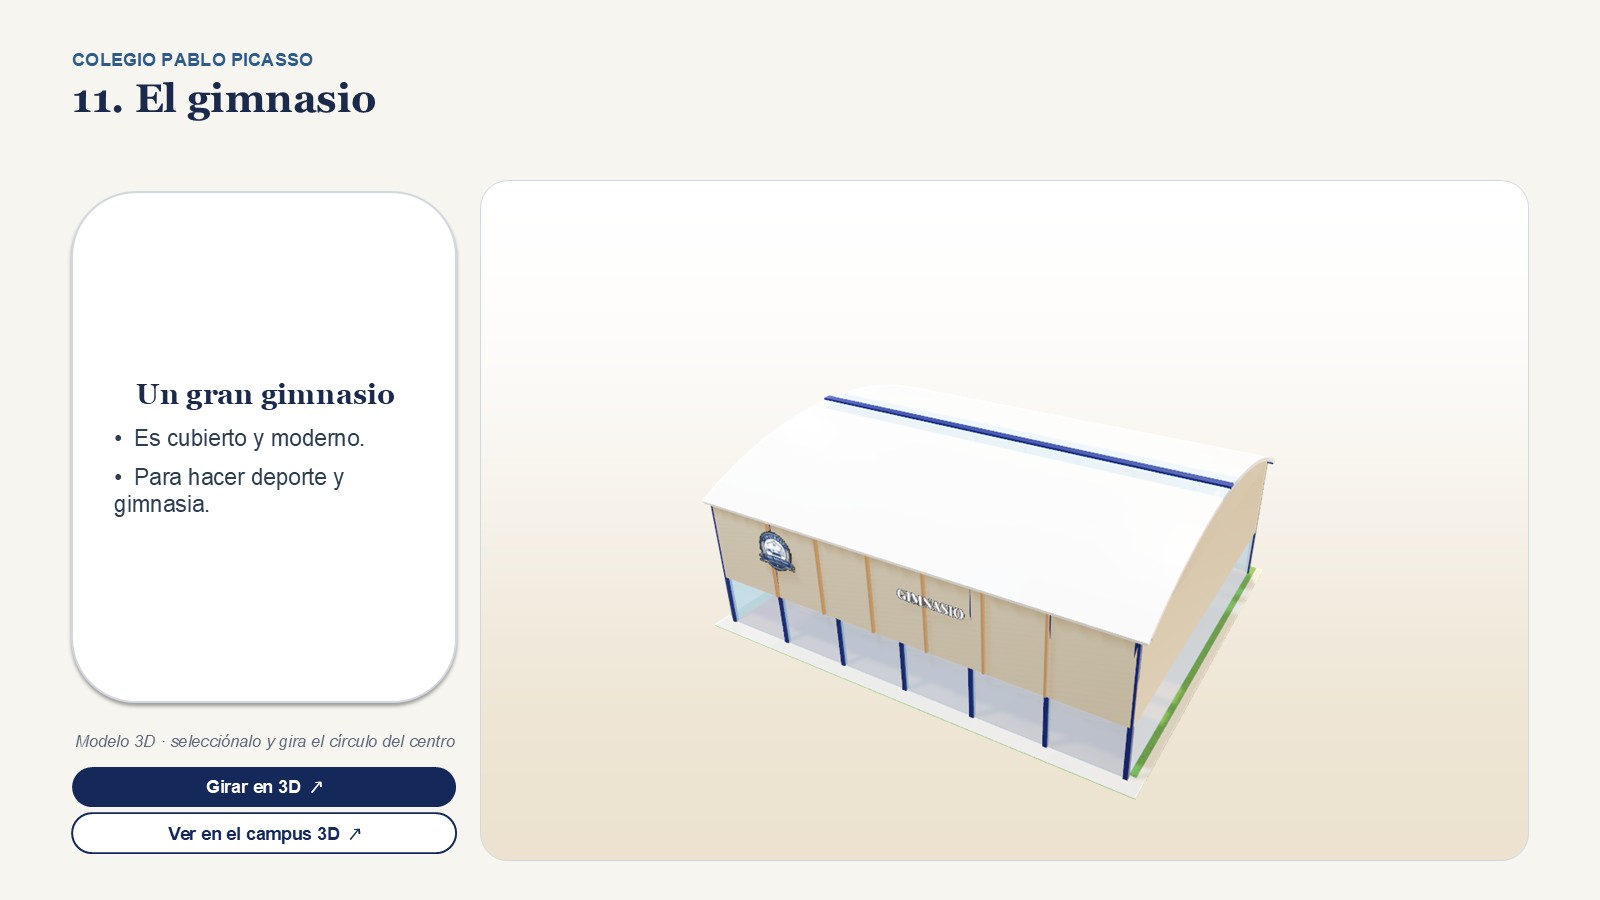 COLEGIO PABLO PICASSO
11. El gimnasio
Un gran gimnasio
• Es cubierto y moderno.
• Para hacer deporte y
gimnasia.
Modelo 3D · selecciónalo y gira el círculo del centro
Girar en 3D ↗
Ver en el campus 3D ↗
GIMNASIO